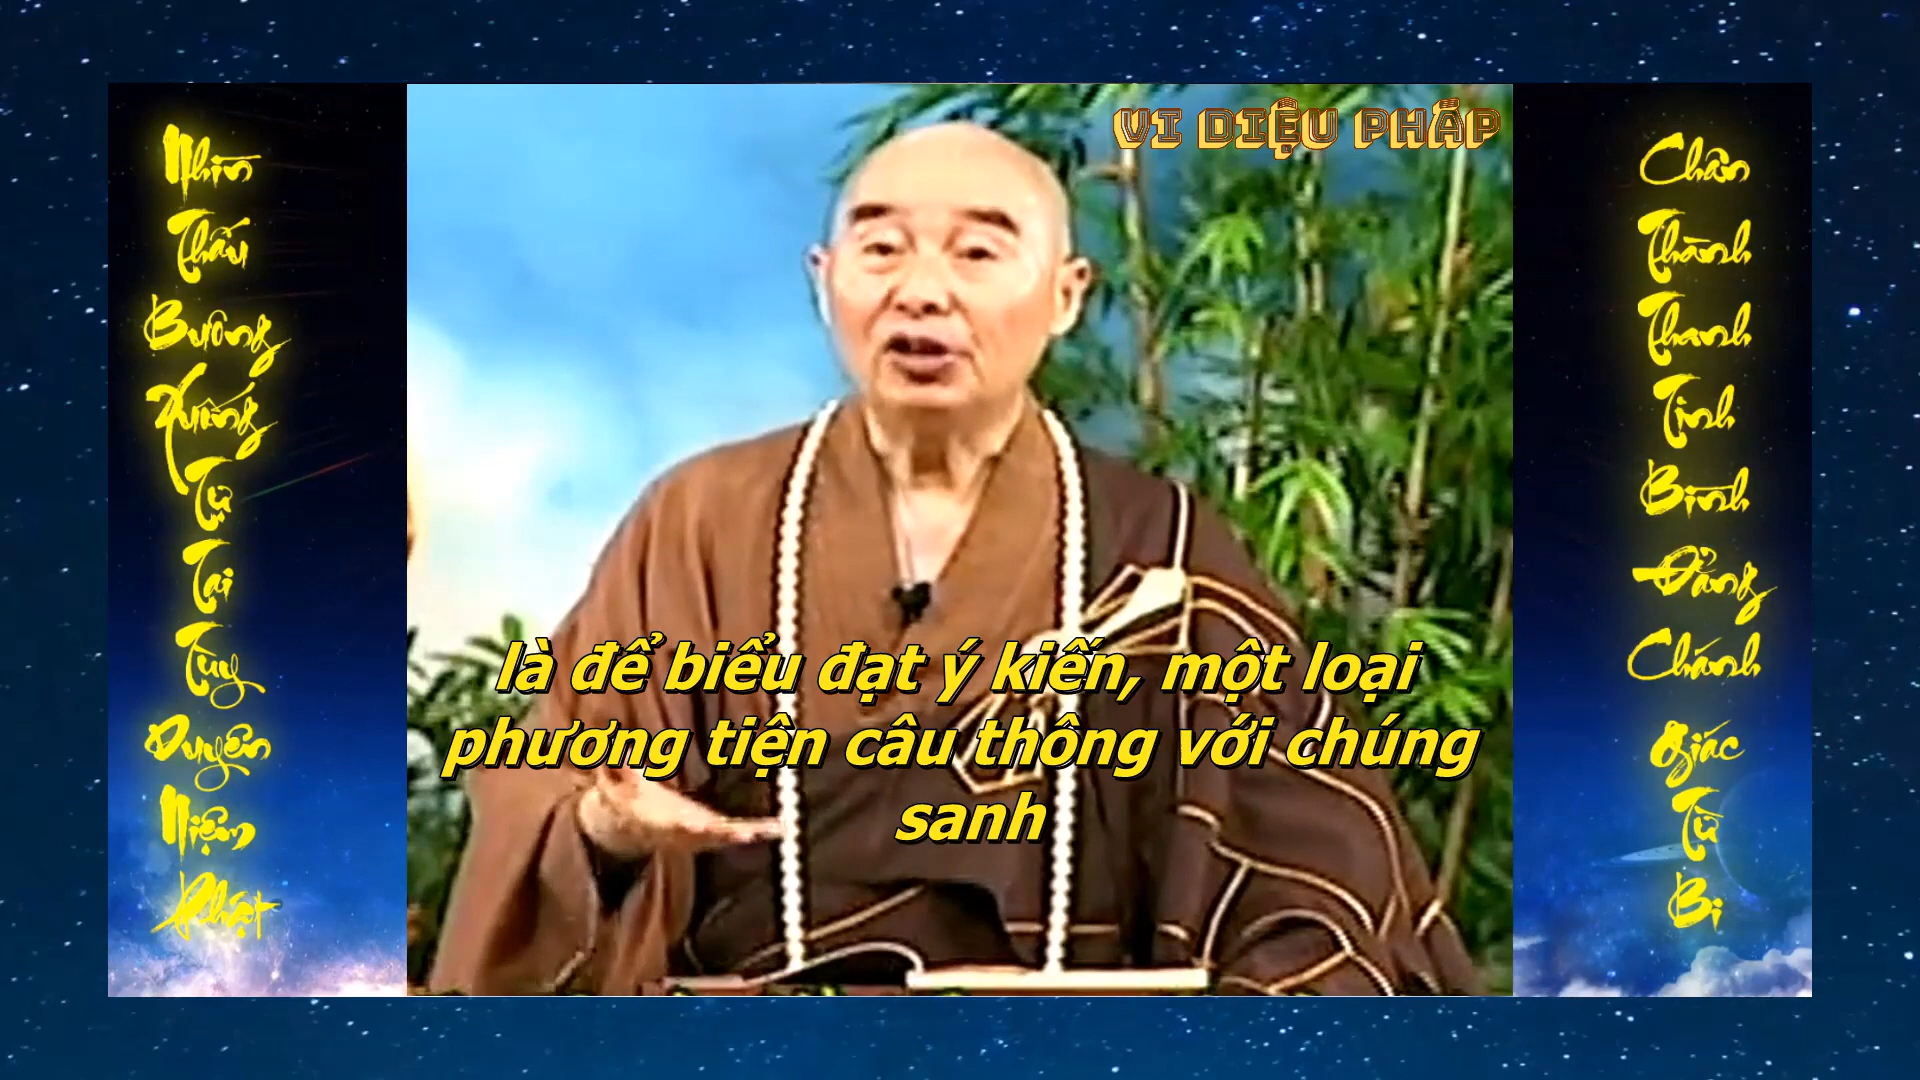 VI DIỆU PHÁP
Nhìn
Thấu
Buông
Xuống
Tự
Tại
Tùy
Duyên
Niệm
Phật
là để biểu đạt ý kiến, một loại
phương tiện câu thông với chúng
sanh
Chân
Thành
Thanh
Tịnh
Bình
Đẳng
Chánh
Giác
Từ
Bi